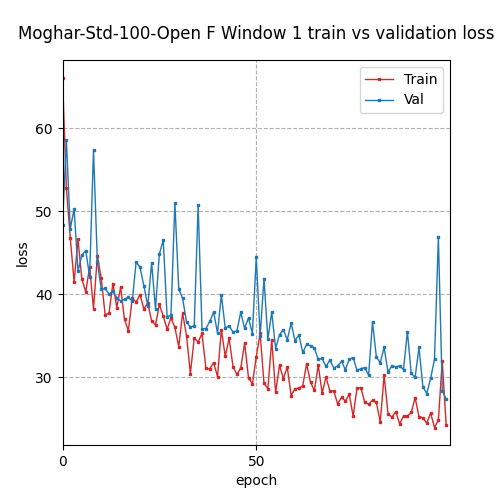 Moghar-Std-100-Open F Window 1 train vs validation loss
Train
Val
60
50
40
30
loss
0
50
epoch